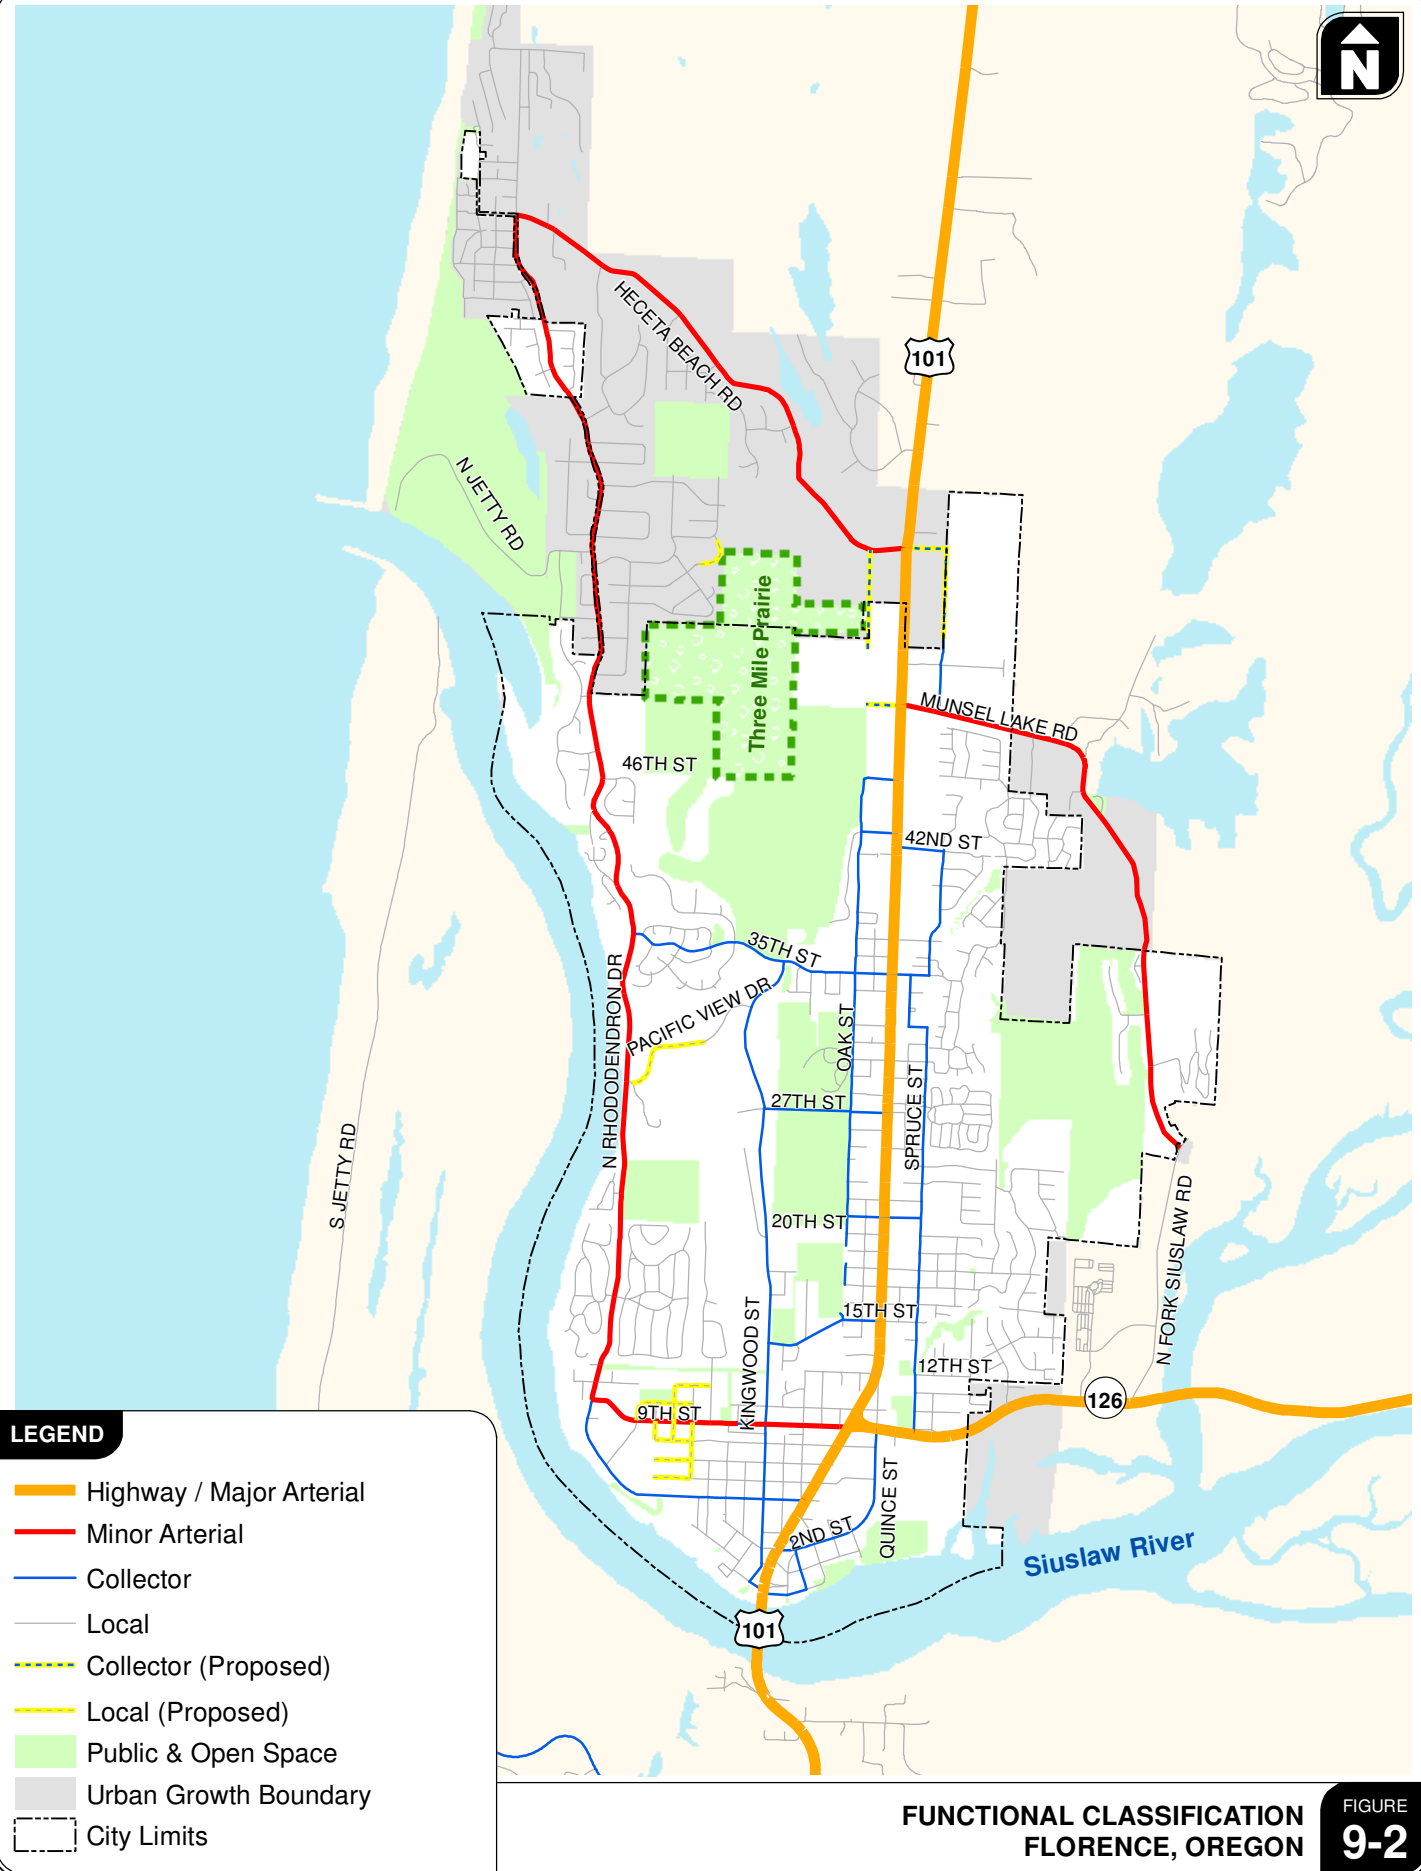 N
101
HECETA BEACH RD
N JETTY RD
Three Mile Prairie
MUNSEL LAKE RD
46TH ST
42ND ST
35TH ST
N RHODODENDRON DR
PACIFIC VIEW DR
OAK ST
27TH ST
SPRUCE ST
S JETTY RD
20TH ST
N FORK SIUSLAW RD
KINGWOOD ST
15TH ST
12TH ST
126
9TH ST
QUINCE ST
2ND ST
Siuslaw River
101
LEGEND
Highway / Major Arterial
Minor Arterial
Collector
Local
Collector (Proposed)
Local (Proposed)
Public & Open Space
Urban Growth Boundary
City Limits
FUNCTIONAL CLASSIFICATION
FLORENCE, OREGON
FIGURE
9-2